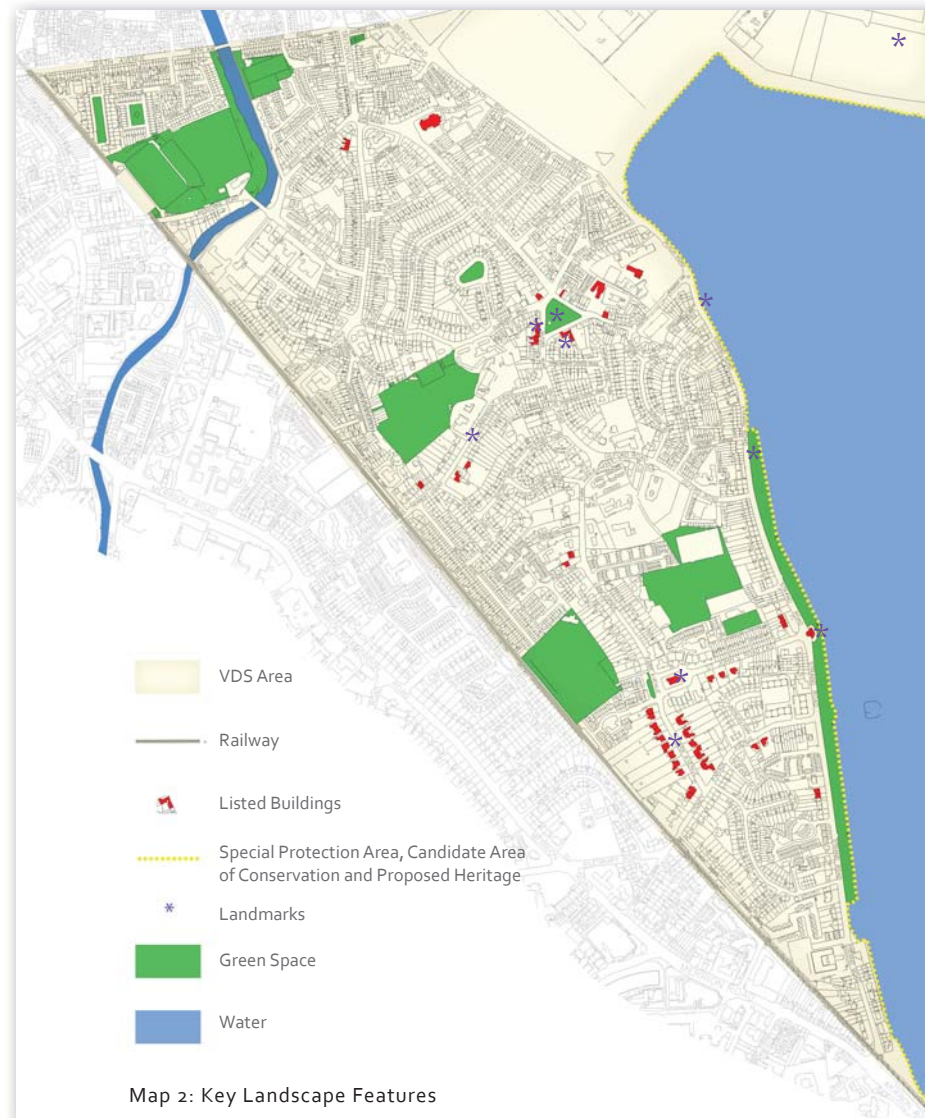 VDS Area
Railway
Listed Buildings
Special Protection Area, Candidate Area
of Conservation and Proposed Heritage
Landmarks
Green Space
Water
Map 2: Key Landscape Features